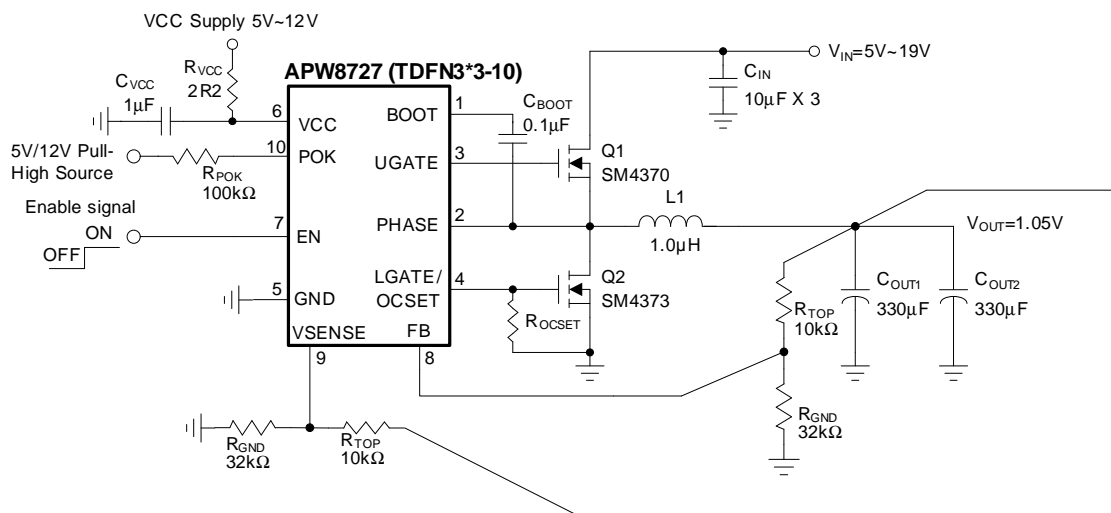 VCC Supply 5V~12V
RVCC
2R2
CVCC
1μF
APW8727 (TDFN3*3-10)
VIN=5V~19V
CIN
10μF X 3
6
VCC
BOOT
1
CBOOT
0.1μF
5V/12V Pull-
High Source
RPOK
100kΩ
10
POK
UGATE
3
Q1
SM4370
Enable signal
ON
OFF
7
EN
PHASE
2
L1
1.0μH
VOUT=1.05V
5
GND
LGATE/
OCSET
4
Q2
SM4373
ROCSET
VSENSE
9
FB
8
RTOP
10kΩ
COUT1
330μF
COUT2
330μF
RGND
32kΩ
RGND
32kΩ
RTOP
10kΩ